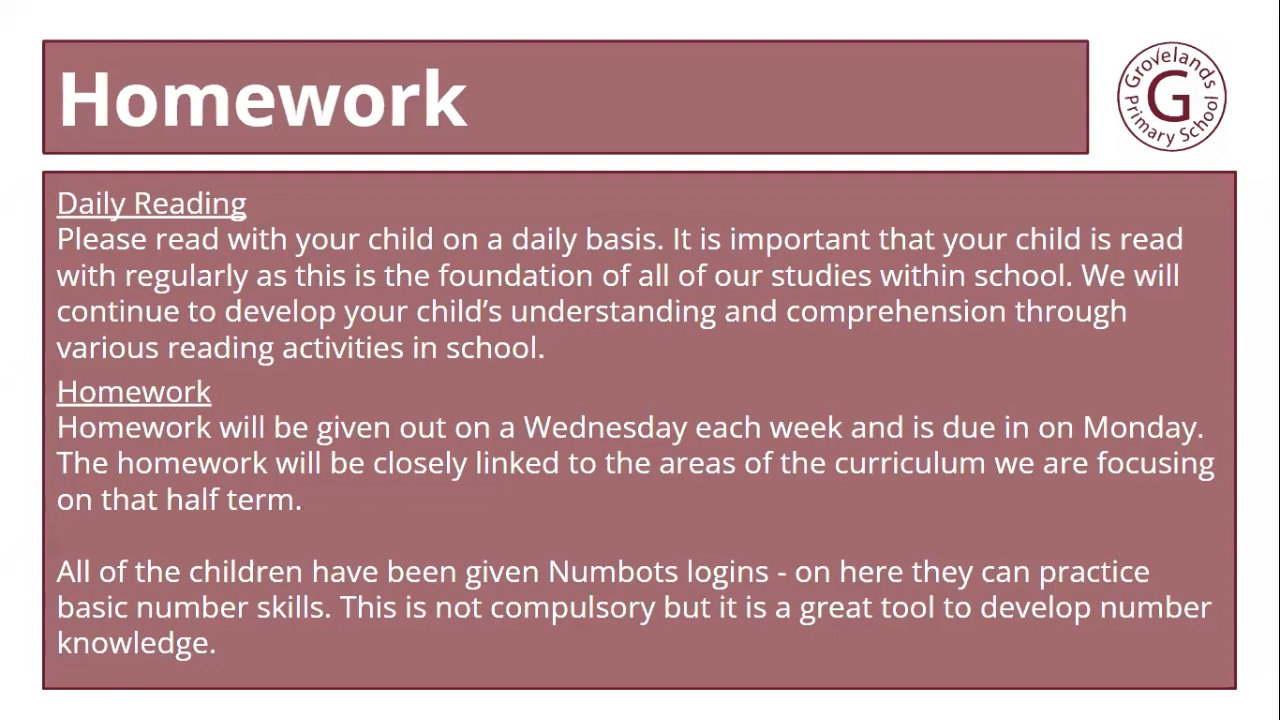 Homework
Grovelands
G
Primary School
Daily Reading
Please read with your child on a daily basis. It is important that your child is read
with regularly as this is the foundation of all of our studies within school. We will
continue to develop your child’s understanding and comprehension through
various reading activities in school.
Homework
Homework will be given out on a Wednesday each week and is due in on Monday.
The homework will be closely linked to the areas of the curriculum we are focusing
on that half term.
All of the children have been given Numbots logins - on here they can practice
basic number skills. This is not compulsory but it is a great tool to develop number
knowledge.